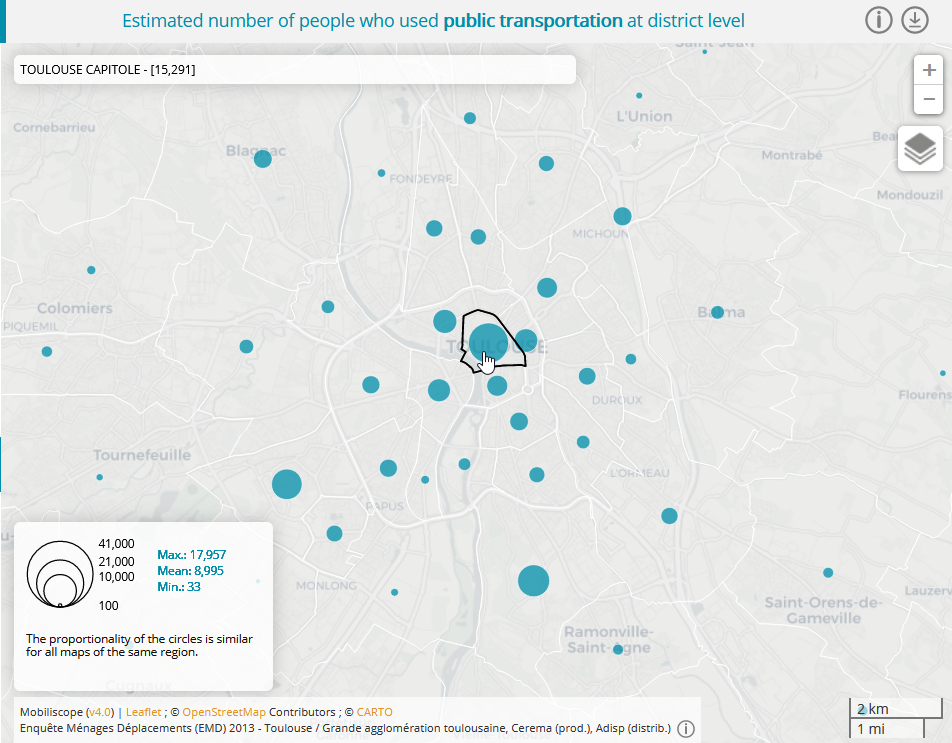 Estimated number of people who used public transportation at district level
Saint-Jean
TOULOUSE CAPITOLE - [15,291]
+
−
L'Union
Cornebarrieu
Blagnac
Montrabé
FONDEYRE
Mondouzil
MICHOUN
Colomiers
Balma
PIQUEMIL
TOULOUSE
Flourens
DUROUX
Tournefeuille
L'ORMEAU
PAPUS
41,000
21,000
10,000
100
Max.: 17,957
Mean: 8,995
Min.: 33
MONLONG
Saint-Orens-de-
Gameville
Ramonville-
Saint-Agne
The proportionality of the circles is similar
for all maps of the same region.
Cugnaux
Mobiliscope (v4.0) | Leaflet ; © OpenStreetMap Contributors ; © CARTO
Enquête Ménages Déplacements (EMD) 2013 - Toulouse / Grande agglomération toulousaine, Cerema (prod.), Adisp (distrib.)
2 km
1 mi